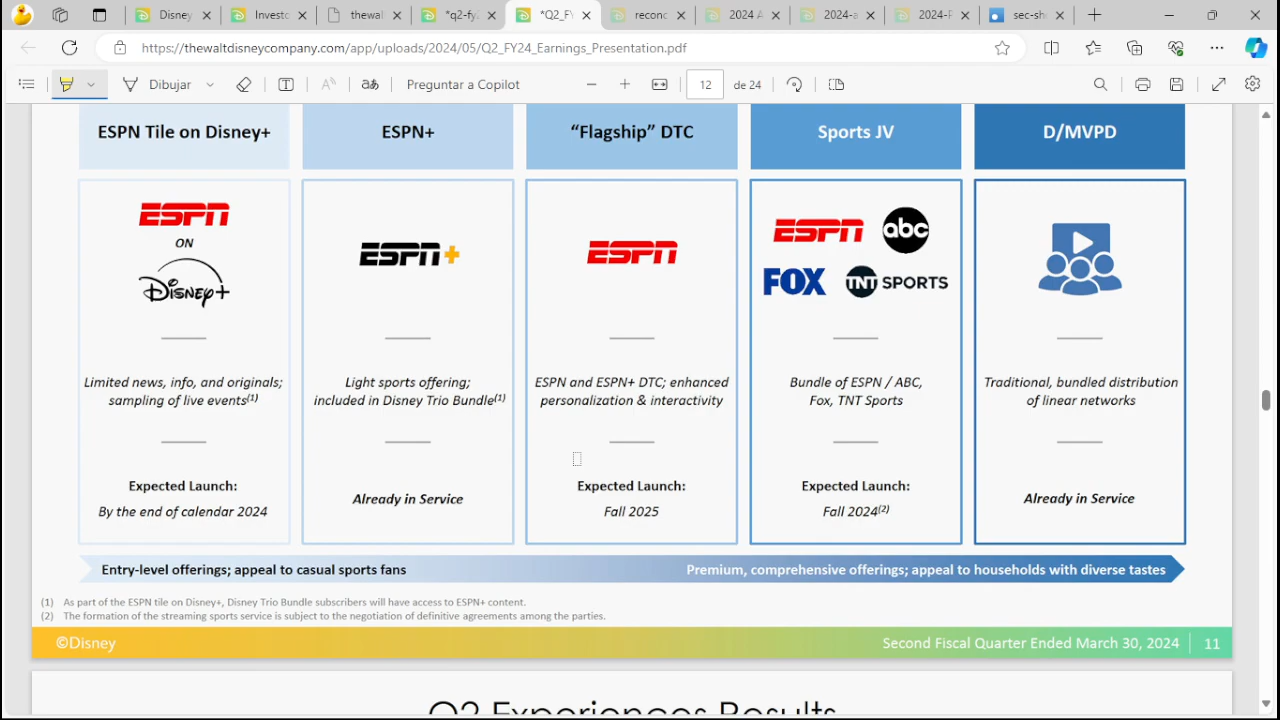 Disney
Investo
thewal
*q2-fy2
*Q2_FY
recond
2024 A
2024-a
2024-P
sec-sh
https://thewaltdisneycompany.com/app/uploads/2024/05/Q2_FY24_Earnings_Presentation.pdf
Dibujar
Preguntar a Copilot
12
de 24
ESPN Tile on Disney+
ESPN+
“Flagship” DTC
Sports JV
D/MVPD
ESPN
ON
Disney+
ESPN+
ESPN
ESPN
abc
FOX
TNT SPORTS
Limited news, info, and originals;
sampling of live events(1)
Light sports offering;
included in Disney Trio Bundle(1)
ESPN and ESPN+ DTC; enhanced
personalization & interactivity
Bundle of ESPN / ABC,
Fox, TNT Sports
Traditional, bundled distribution
of linear networks
Expected Launch:
By the end of calendar 2024
Already in Service
Expected Launch:
Fall 2025
Expected Launch:
Fall 2024(2)
Already in Service
Entry-level offerings; appeal to casual sports fans
Premium, comprehensive offerings; appeal to households with diverse tastes
(1) As part of the ESPN tile on Disney+, Disney Trio Bundle subscribers will have access to ESPN+ content.
(2) The formation of the streaming sports service is subject to the negotiation of definitive agreements among the parties.
©Disney
Second Fiscal Quarter Ended March 30, 2024
11
Q2 Experiences Results